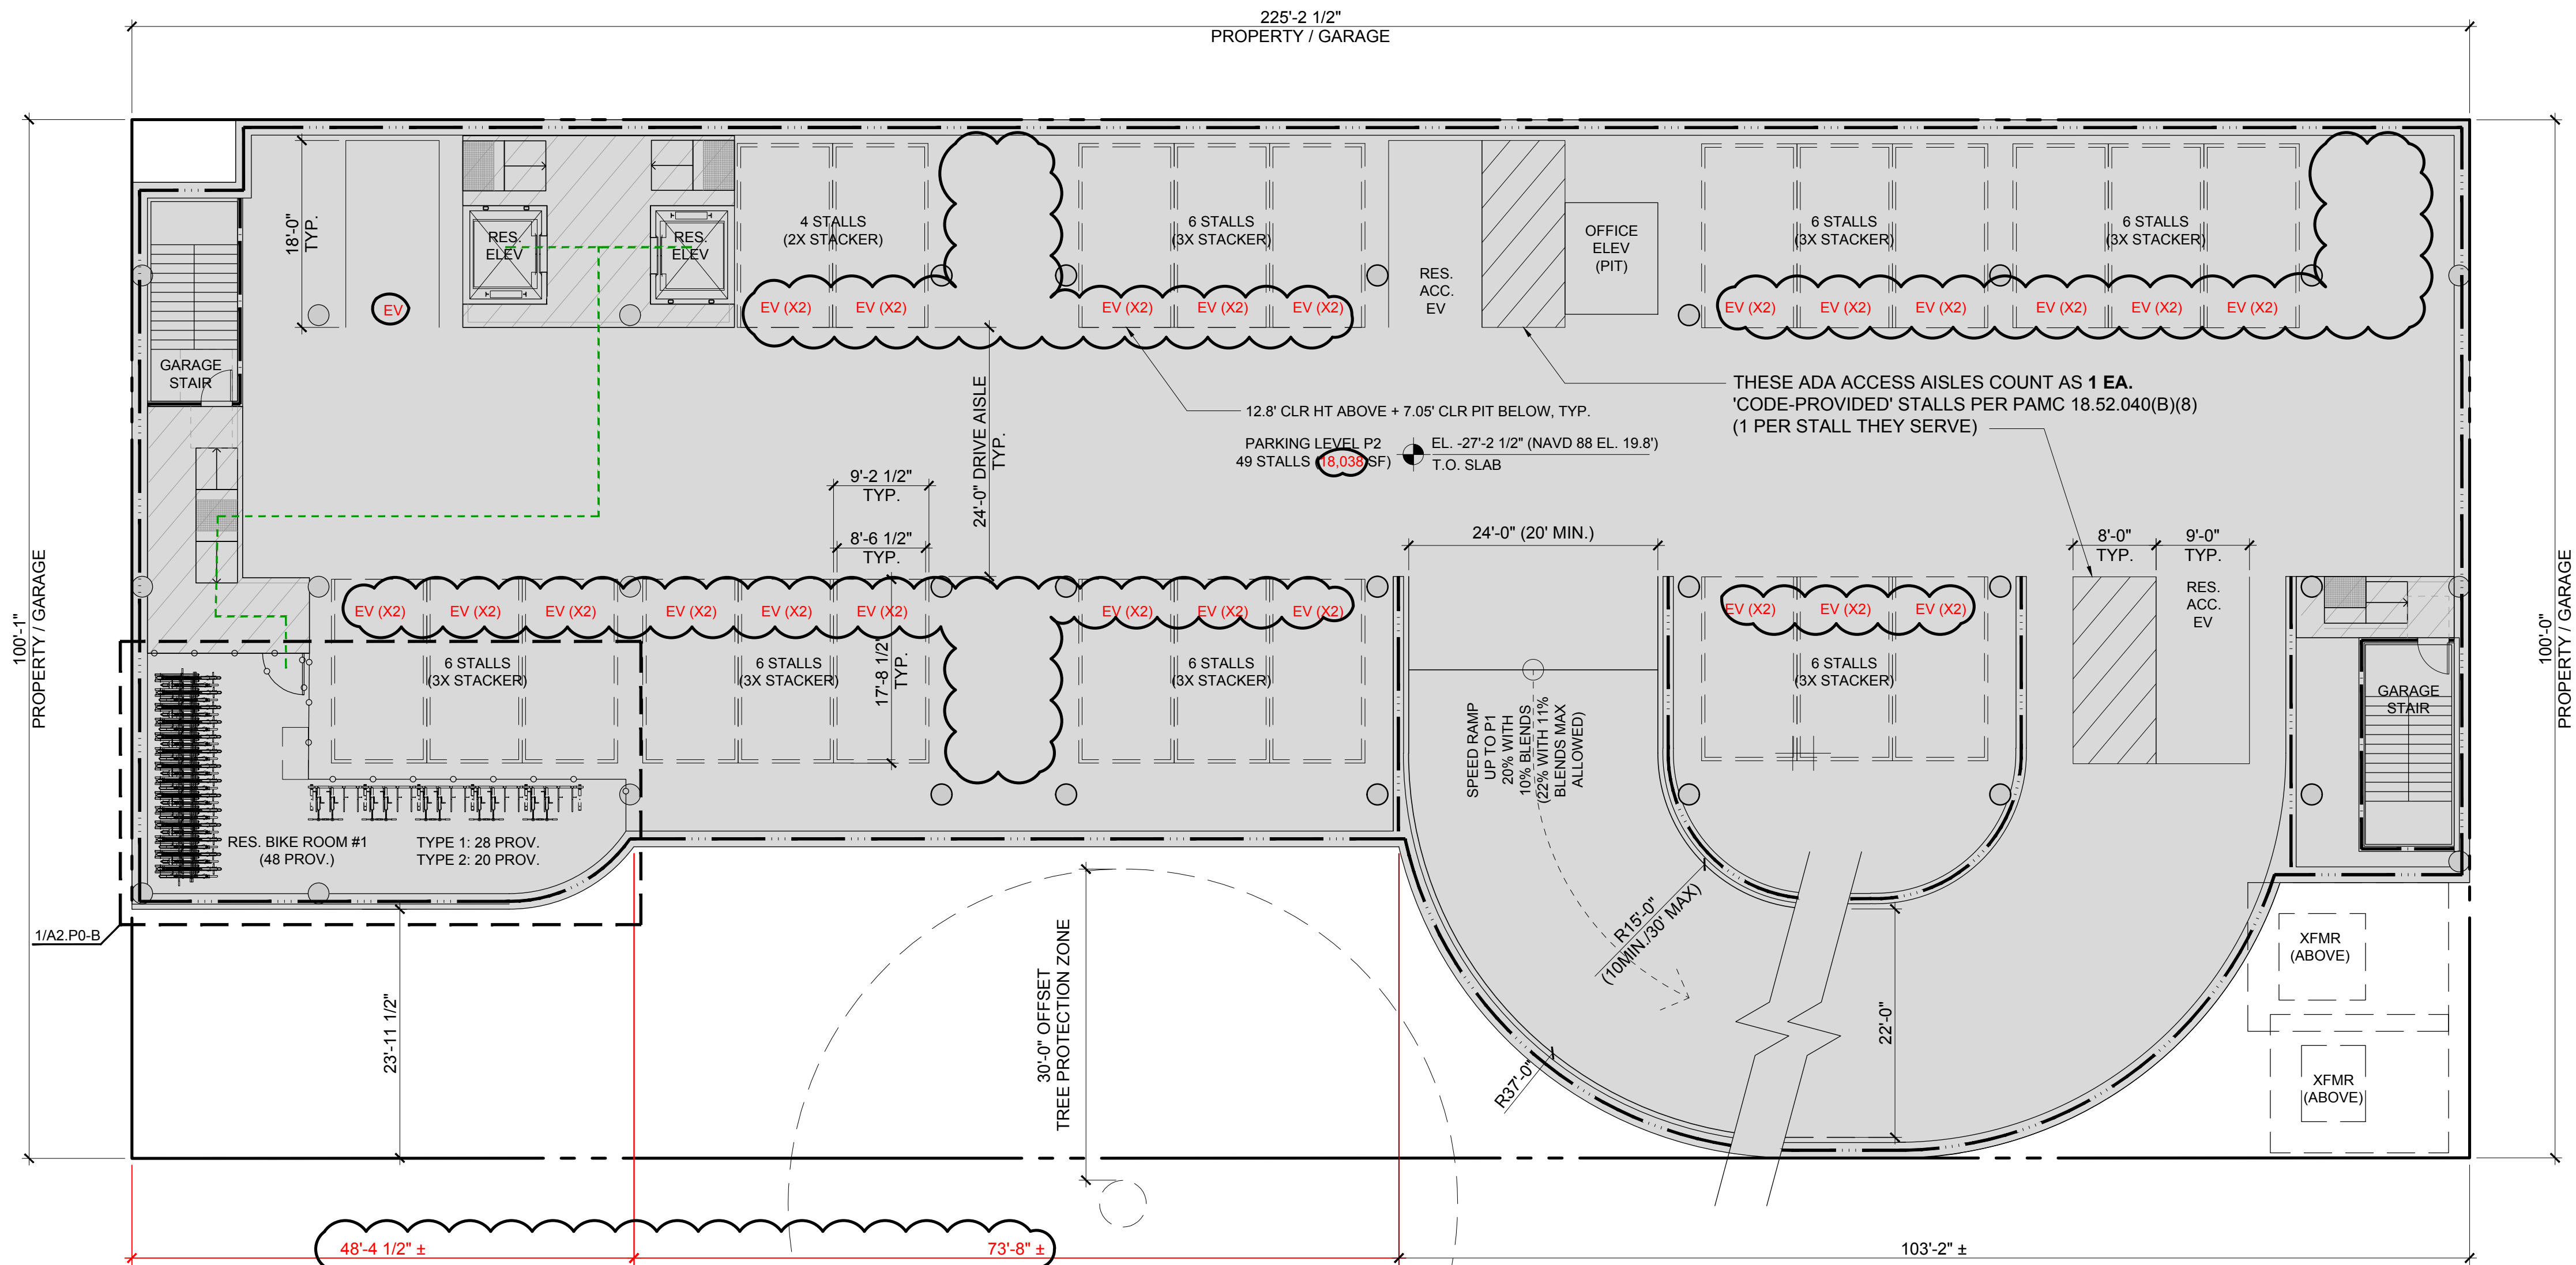 225'-2 1/2"
PROPERTY / GARAGE
100'-1"
PROPERTY / GARAGE
100'-0"
PROPERTY / GARAGE
18'-0"
TYP.
EV
RES.
ELEV
RES.
ELEV
4 STALLS
(2X STACKER)
EV (X2)
EV (X2)
6 STALLS
(3X STACKER)
EV (X2)
EV (X2)
EV (X2)
RES.
ACC.
EV
OFFICE
ELEV
(PIT)
6 STALLS
(3X STACKER)
EV (X2)
EV (X2)
EV (X2)
6 STALLS
(3X STACKER)
EV (X2)
EV (X2)
EV (X2)
GARAGE
STAIR
24'-0" DRIVE AISLE
TYP.
12.8' CLR HT ABOVE + 7.05' CLR PIT BELOW, TYP.
THESE ADA ACCESS AISLES COUNT AS 1 EA.
'CODE-PROVIDED' STALLS PER PAMC 18.52.040(B)(8)
(1 PER STALL THEY SERVE)
PARKING LEVEL P2
49 STALLS (18,038 SF)
EL. -27'-2 1/2" (NAVD 88 EL. 19.8')
T.O. SLAB
9'-2 1/2"
TYP.
8'-6 1/2"
TYP.
24'-0" (20' MIN.)
8'-0"
TYP.
9'-0"
TYP.
EV (X2)
EV (X2)
EV (X2)
EV (X2)
EV (X2)
EV (X2)
EV (X2)
EV (X2)
EV (X2)
EV (X2)
EV (X2)
EV (X2)
RES.
ACC.
EV
6 STALLS
(3X STACKER)
6 STALLS
(3X STACKER)
17'-8 1/2"
TYP.
6 STALLS
(3X STACKER)
6 STALLS
(3X STACKER)
GARAGE
STAIR
SPEED RAMP
UP TO P1
20% WITH
10% BLENDS
(22% WITH 11%
BLENDS MAX
ALLOWED)
RES. BIKE ROOM #1
(48 PROV.)
TYPE 1: 28 PROV.
TYPE 2: 20 PROV.
1/A2.P0-B
R15'-0"
(10MIN./30' MAX)
R37'-0"
22'-0"
23'-11 1/2"
30'-0" OFFSET
TREE PROTECTION ZONE
XFMR
(ABOVE)
XFMR
(ABOVE)
48'-4 1/2" ±
73'-8" ±
103'-2" ±